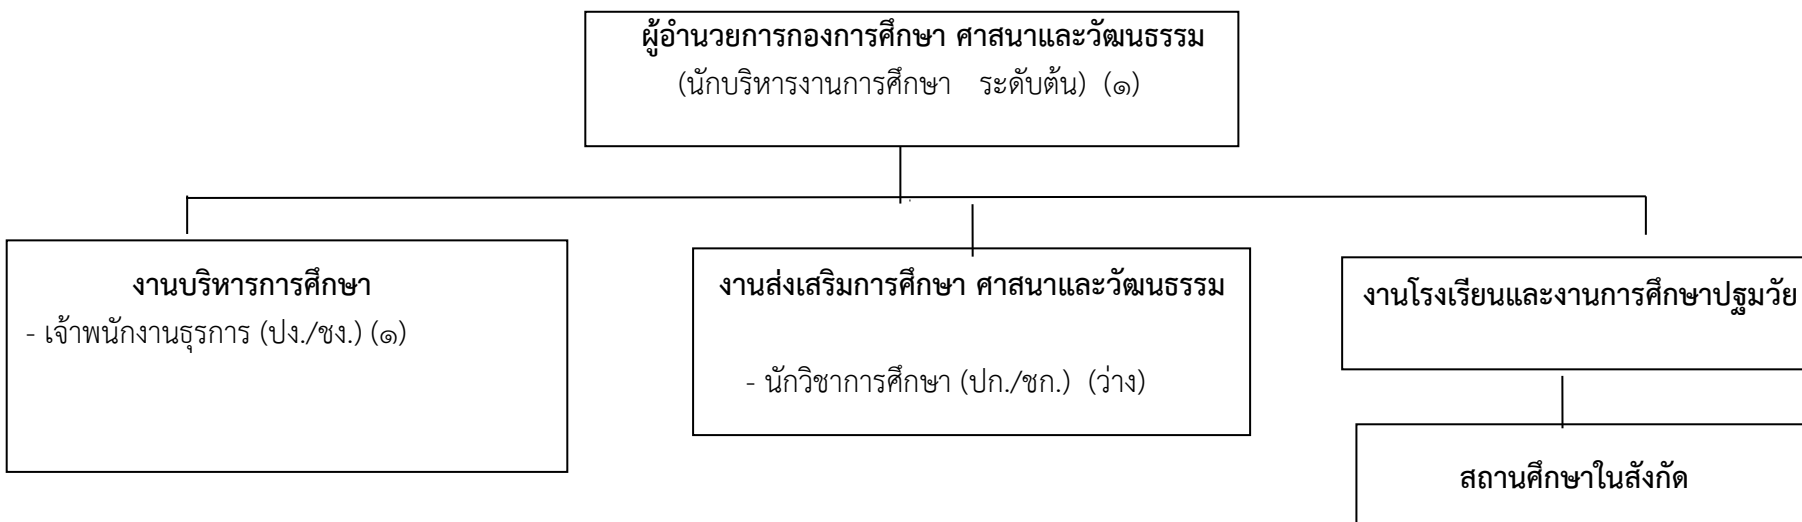 ผู้อำนวยการกองการศึกษา ศาสนาและวัฒนธรรม
(นักบริหารงานการศึกษา ระดับต้น) (๑)
งานบริหารการศึกษา
- เจ้าพนักงานธุรการ (ปง./ชง.) (๑)
งานส่งเสริมการศึกษา ศาสนาและวัฒนธรรม
- นักวิชาการศึกษา (ปก./ชก.) (ว่าง)
งานโรงเรียนและงานการศึกษาปฐมวัย
สถานศึกษาในสังกัด